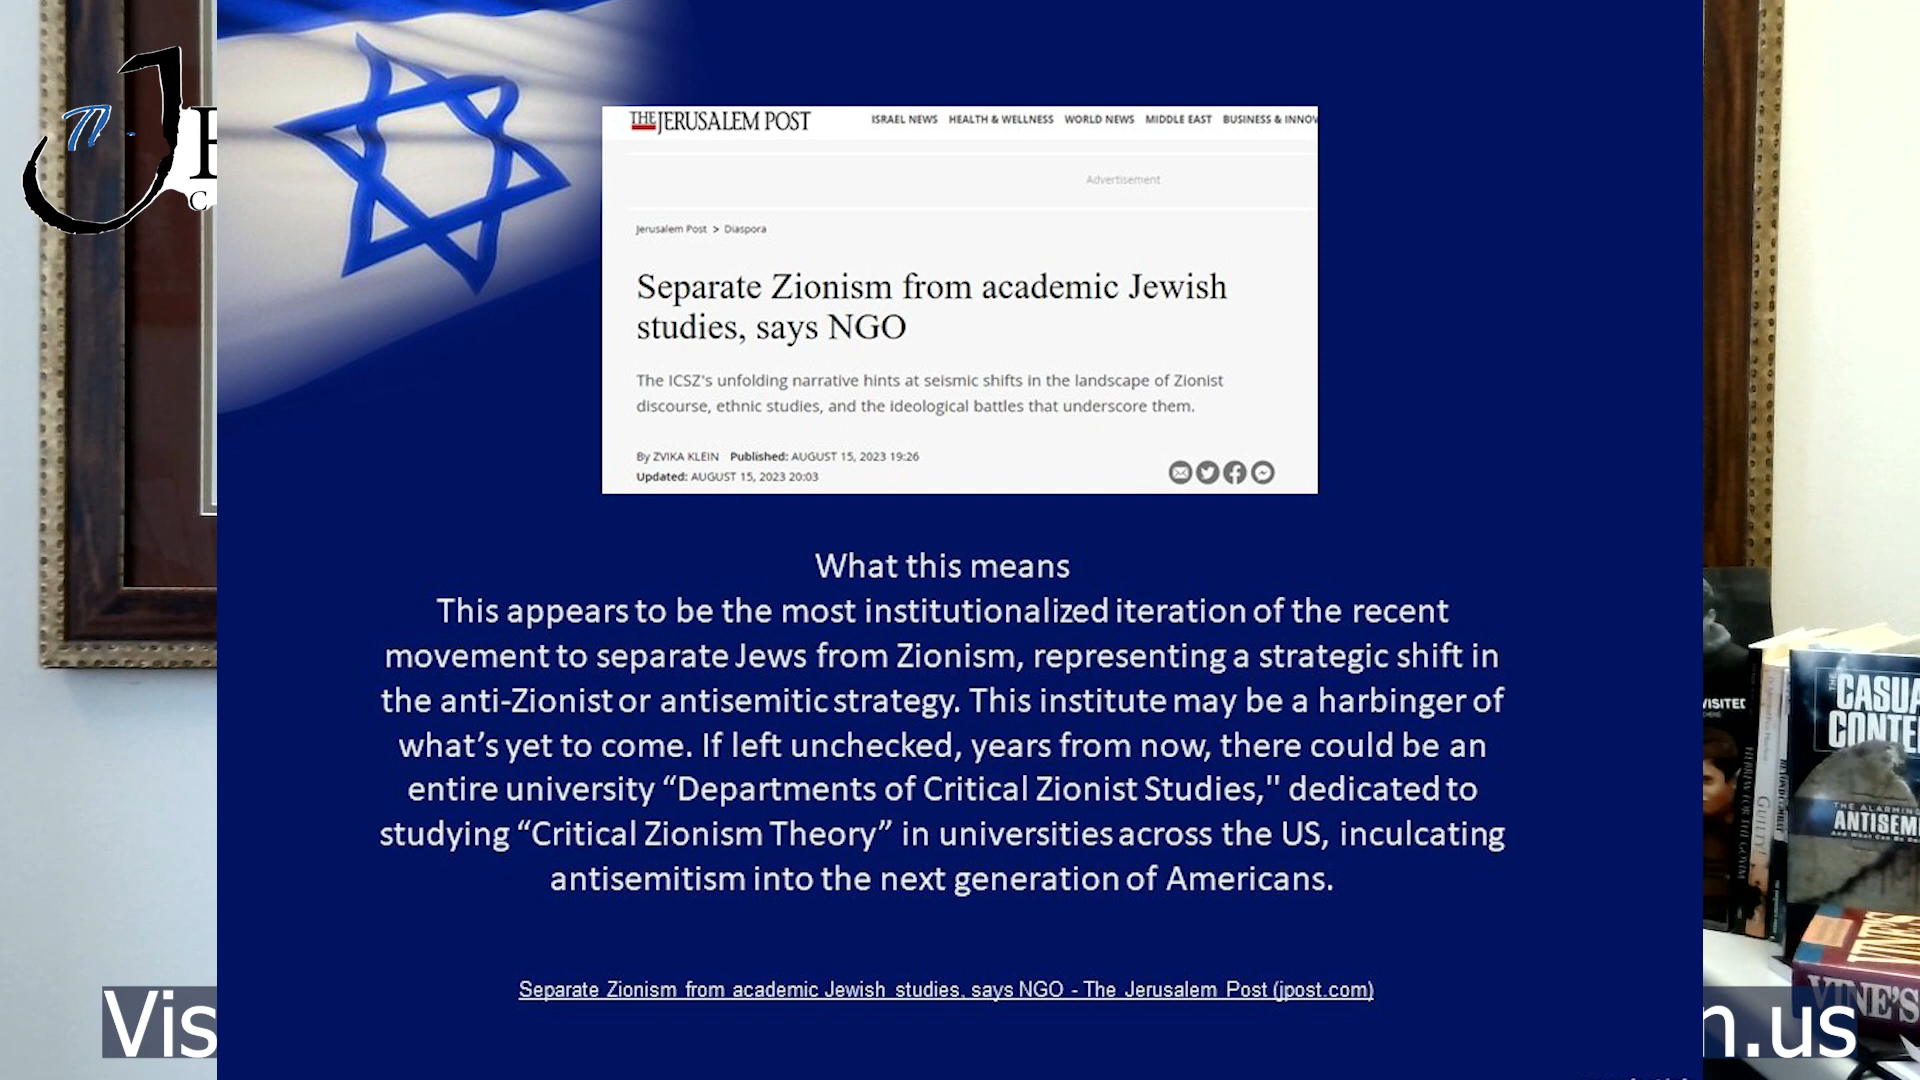 THE JERUSALEM POST
ISRAEL NEWS HEALTH & WELLNESS WORLD NEWS MIDDLE EAST BUSINESS & INNOV
Advertisement
Jerusalem Post > Diaspora
Separate Zionism from academic Jewish
studies, says NGO
The ICSZ's unfolding narrative hints at seismic shifts in the landscape of Zionist
discourse, ethnic studies, and the ideological battles that underscore them.
By ZVIKA KLEIN Published: AUGUST 15, 2023 19:26
Updated: AUGUST 15, 2023 20:03
What this means
This appears to be the most institutionalized iteration of the recent
movement to separate Jews from Zionism, representing a strategic shift in
the anti-Zionist or antisemitic strategy. This institute may be a harbinger of
what’s yet to come. If left unchecked, years from now, there could be an
entire university “Departments of Critical Zionist Studies," dedicated to
studying “Critical Zionism Theory” in universities across the US, inculcating
antisemitism into the next generation of Americans.
Separate Zionism from academic Jewish studies, says NGO - The Jerusalem Post (jpost.com)
Vis
n.us
VISITED
THE
CASUA
CONTE
THE ALARMIN
ANTISEM
VINE'S